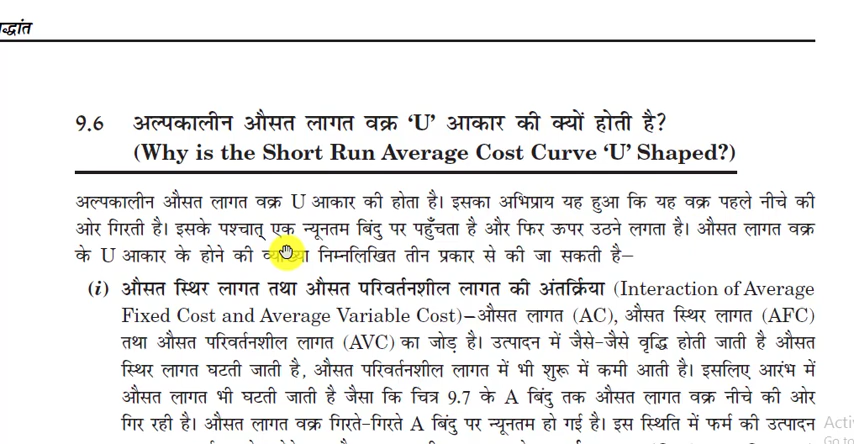 द्धांत
9.6 अल्पकालीन औसत लागत वक्र ‘U’ आकार की क्यों होती है?
(Why is the Short Run Average Cost Curve ‘U’ Shaped?)
अल्पकालीन औसत लागत वक्र U आकार की होता है। इसका अभिप्राय यह हुआ कि यह वक्र पहले नीचे की
ओर गिरती है। इसके पश्चात् एक न्यूनतम बिंदु पर पहुँचता है और फिर ऊपर उठने लगता है। औसत लागत वक्र
के U आकार के होने की व्याख्या निम्नलिखित तीन प्रकार से की जा सकती है–
(i) औसत स्थिर लागत तथा औसत परिवर्तनशील लागत की अंतर्क्रिया (Interaction of Average
Fixed Cost and Average Variable Cost)–औसत लागत (AC), औसत स्थिर लागत (AFC)
तथा औसत परिवर्तनशील लागत (AVC) का जोड़ है। उत्पादन में जैसे-जैसे वृद्धि होती जाती है औसत
स्थिर लागत घटती जाती है, औसत परिवर्तनशील लागत में भी शुरू में कमी आती है। इसलिए आरंभ में
औसत लागत भी घटती जाती है जैसा कि चित्र 9.7 के A बिंदु तक औसत लागत वक्र नीचे की ओर
गिर रही है। औसत लागत वक्र गिरते-गिरते A बिंदु पर न्यूनतम हो गई है। इस स्थिति में फर्म की उत्पादन
Activ
Go to